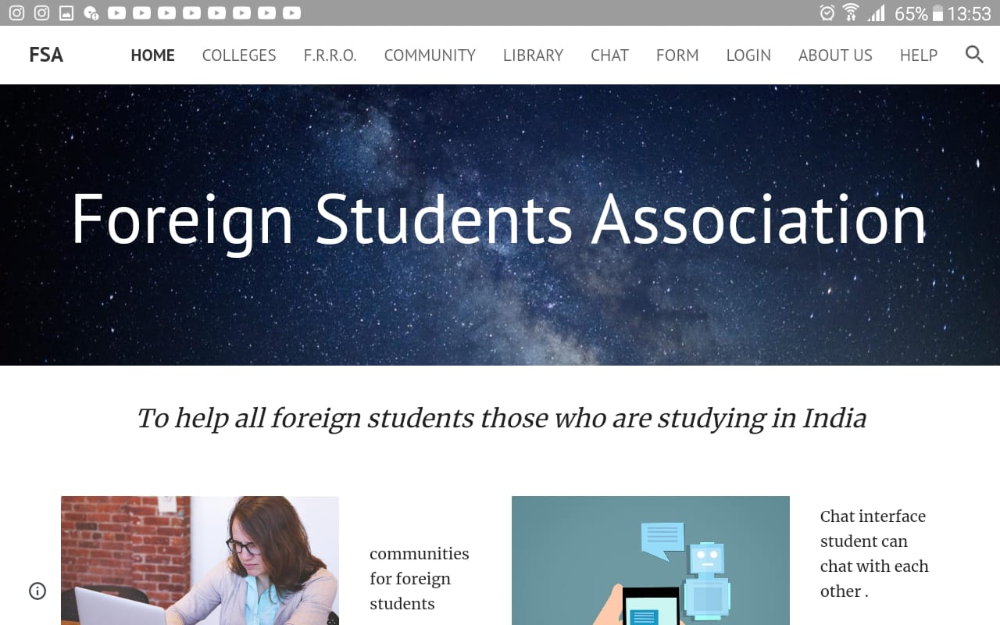 65% 13:53
FSA HOME COLLEGES F.R.R.O. COMMUNITY LIBRARY CHAT FORM LOGIN ABOUT US HELP
Foreign Students Association
To help all foreign students those who are studying in India
communities
for foreign
students
Chat interface
student can
chat with each
other .